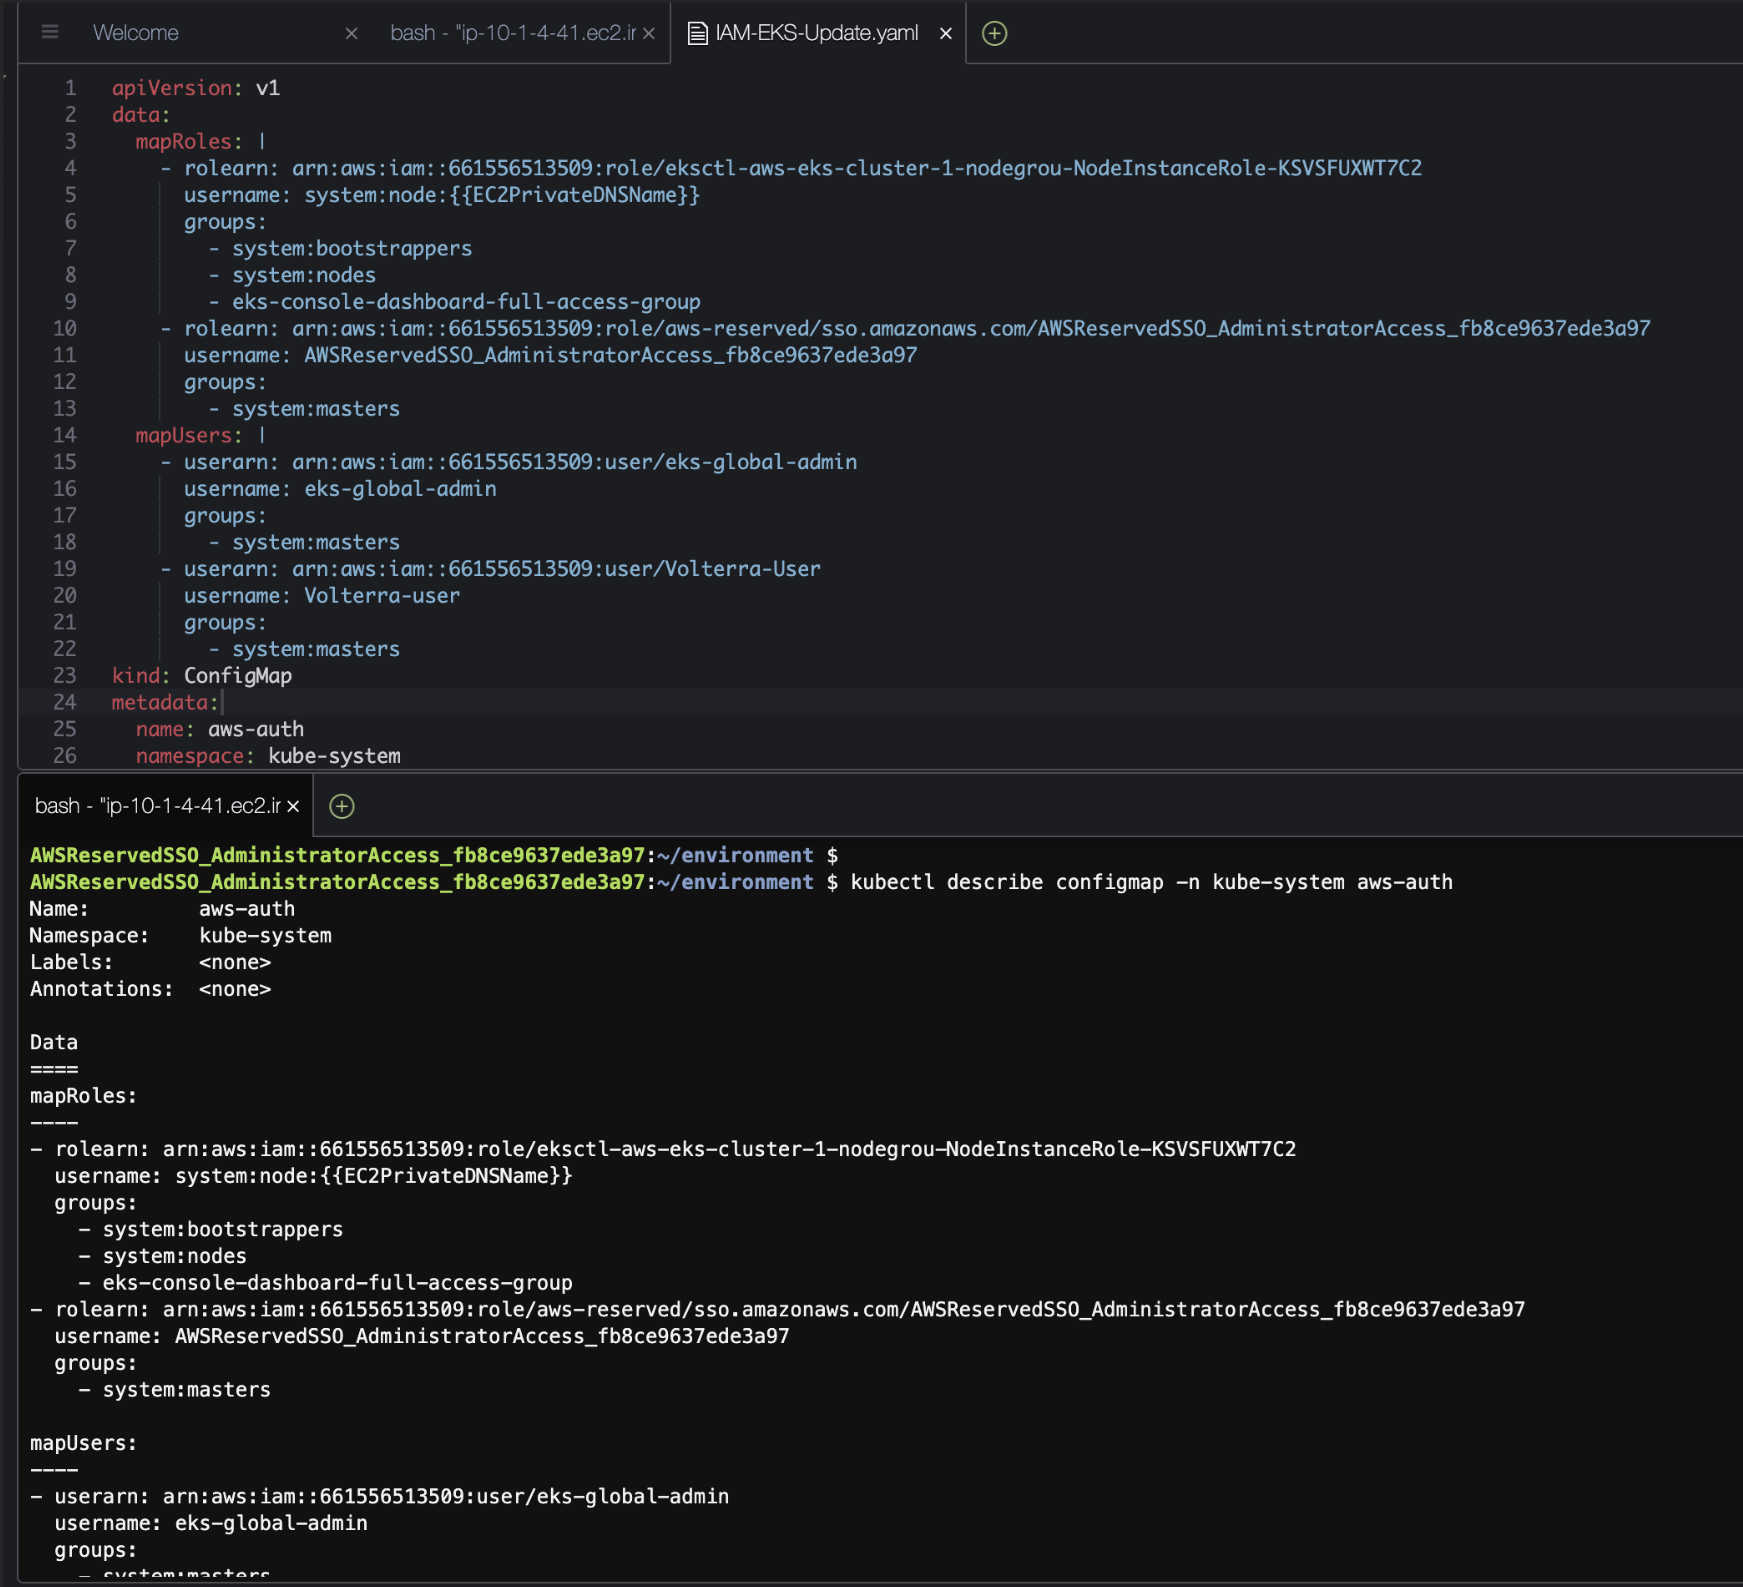 Welcome
bash - "ip-10-1-4-41.ec2.ir
IAM-EKS-Update.yaml
1 apiVersion: v1
2 data:
3 mapRoles: |
4 - rolearn: arn:aws:iam::661556513509:role/eksctl-aws-eks-cluster-1-nodegrou-NodeInstanceRole-KSVSFUXWT7C2
5 username: system:node:{{EC2PrivateDNSName}}
6 groups:
7 - system:bootstrappers
8 - system:nodes
9 - eks-console-dashboard-full-access-group
10 - rolearn: arn:aws:iam::661556513509:role/aws-reserved/sso.amazonaws.com/AWSReservedSSO_AdministratorAccess_fb8ce9637ede3a97
11 username: AWSReservedSSO_AdministratorAccess_fb8ce9637ede3a97
12 groups:
13 - system:masters
14 mapUsers: |
15 - userarn: arn:aws:iam::661556513509:user/eks-global-admin
16 username: eks-global-admin
17 groups:
18 - system:masters
19 - userarn: arn:aws:iam::661556513509:user/Volterra-User
20 username: Volterra-user
21 groups:
22 - system:masters
23 kind: ConfigMap
24 metadata:
25 name: aws-auth
26 namespace: kube-system
bash - "ip-10-1-4-41.ec2.ir
AWSReservedSSO_AdministratorAccess_fb8ce9637ede3a97:~/environment $
AWSReservedSSO_AdministratorAccess_fb8ce9637ede3a97:~/environment $ kubectl describe configmap -n kube-system aws-auth
Name: aws-auth
Namespace: kube-system
Labels: <none>
Annotations: <none>
Data
====
mapRoles:
----
- rolearn: arn:aws:iam::661556513509:role/eksctl-aws-eks-cluster-1-nodegrou-NodeInstanceRole-KSVSFUXWT7C2
username: system:node:{{EC2PrivateDNSName}}
groups:
- system:bootstrappers
- system:nodes
- eks-console-dashboard-full-access-group
- rolearn: arn:aws:iam::661556513509:role/aws-reserved/sso.amazonaws.com/AWSReservedSSO_AdministratorAccess_fb8ce9637ede3a97
username: AWSReservedSSO_AdministratorAccess_fb8ce9637ede3a97
groups:
- system:masters
mapUsers:
----
- userarn: arn:aws:iam::661556513509:user/eks-global-admin
username: eks-global-admin
groups:
- system:masters